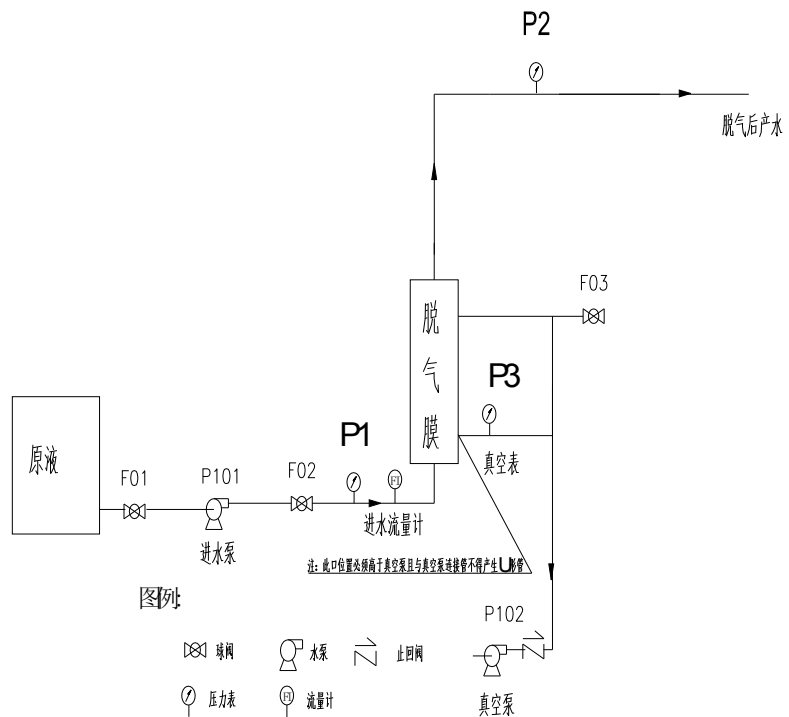 P2
脱气后产水
F03
脱
气
膜
P3
真空表
原液
F01
P101
F02
P1
FI
进水流量计
进水泵
注：此口位置必须高于真空泵且与真空泵连接管不得产生U形管
图例:
P102
球阀
水泵
止回阀
真空泵
压力表
FI
流量计